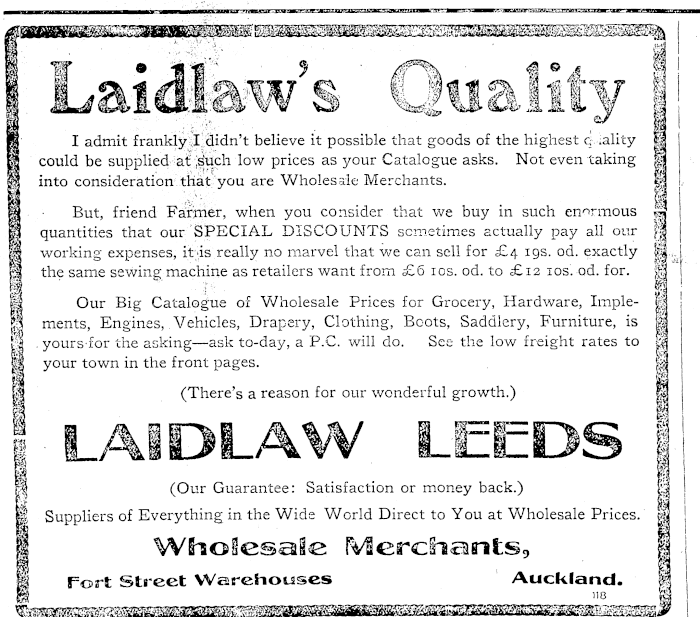 Laidlaw's Quality
I admit frankly I didn't believe it possible that goods of the highest quality
could be supplied at such low prices as your Catalogue asks. Not even taking
into consideration that you are Wholesale Merchants.
But, friend Farmer, when you consider that we buy in such enormous
quantities that our SPECIAL DISCOUNTS sometimes actually pay all our
working expenses, it is really no marvel that we can sell for £4 19s. od. exactly
the same sewing machine as retailers want from £6 10s. od. to £12 10s. od. for.
Our Big Catalogue of Wholesale Prices for Grocery, Hardware, Imple-
ments, Engines, Vehicles, Drapery, Clothing, Boots, Saddlery, Furniture, is
yours for the asking—ask to-day, a P.C. will do. See the low freight rates to
your town in the front pages.
(There's a reason for our wonderful growth.)
LAIDLAW LEEDS
(Our Guarantee: Satisfaction or money back.)
Suppliers of Everything in the Wide World Direct to You at Wholesale Prices.
Wholesale Merchants,
Fort Street Warehouses Auckland.
118